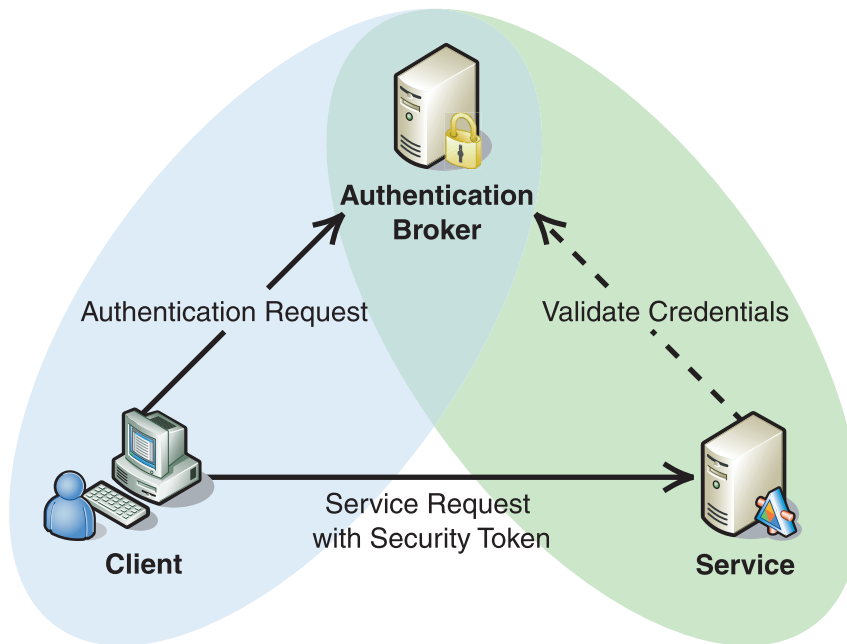 Authentication
Broker
Authentication Request
Validate Credentials
Service Request
with Security Token
Client
Service